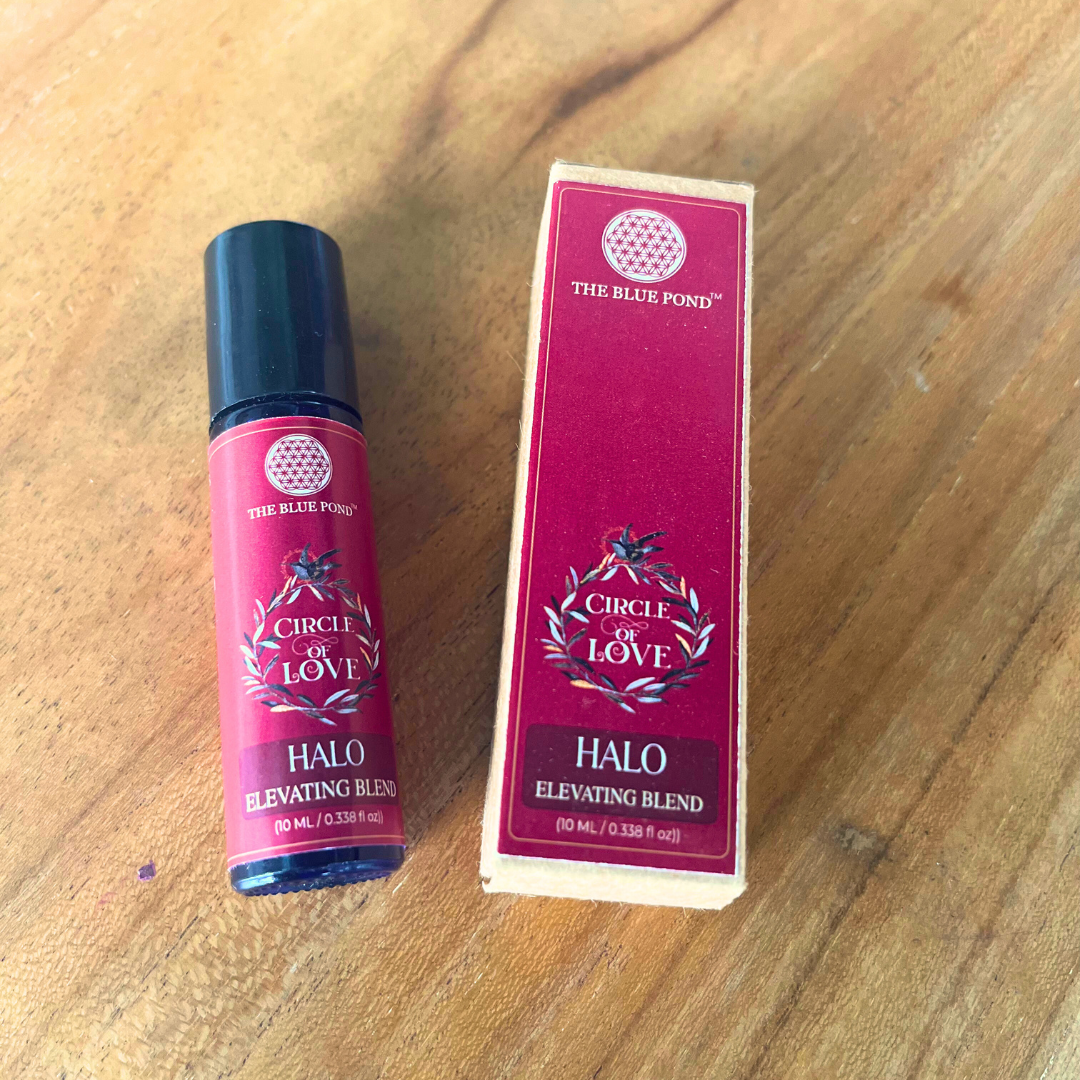 THE BLUE POND™
CIRCLE
OF
LOVE
HALO
ELEVATING BLEND
(10 ML / 0.338 fl oz))
THE BLUE POND™
CIRCLE
OF
LOVE
HALO
ELEVATING BLEND
(10 ML / 0.338 fl oz))